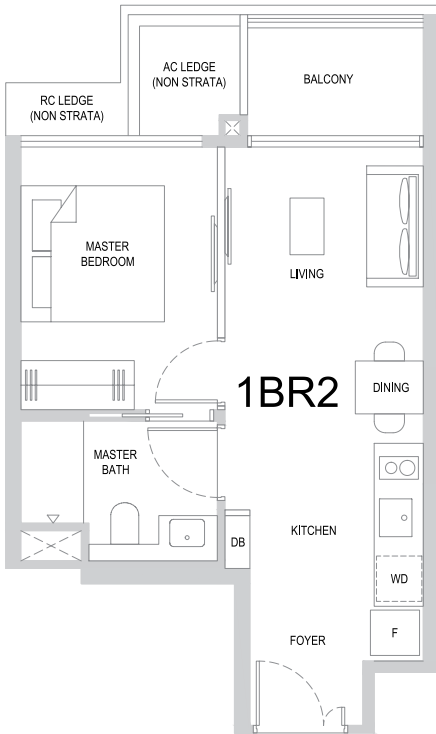 AC LEDGE
(NON STRATA)
BALCONY
RC LEDGE
(NON STRATA)
MASTER
BEDROOM
LIVING
1BR2
DINING
MASTER
BATH
KITCHEN
DB
WD
FOYER
F